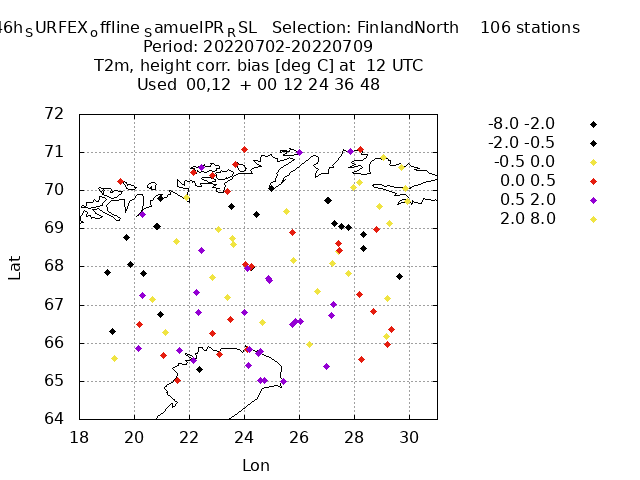 46h_SURFEX_offline_SamuelPR_RSL Selection: FinlandNorth 106 stations
Period: 20220702-20220709
T2m, height corr. bias [deg C] at 12 UTC
Used 00,12 + 00 12 24 36 48
72
71
70
69
68
67
66
65
64
18 20 22 24 26 28 30
Lat
Lon
-8.0 -2.0
-2.0 -0.5
-0.5 0.0
0.0 0.5
0.5 2.0
2.0 8.0